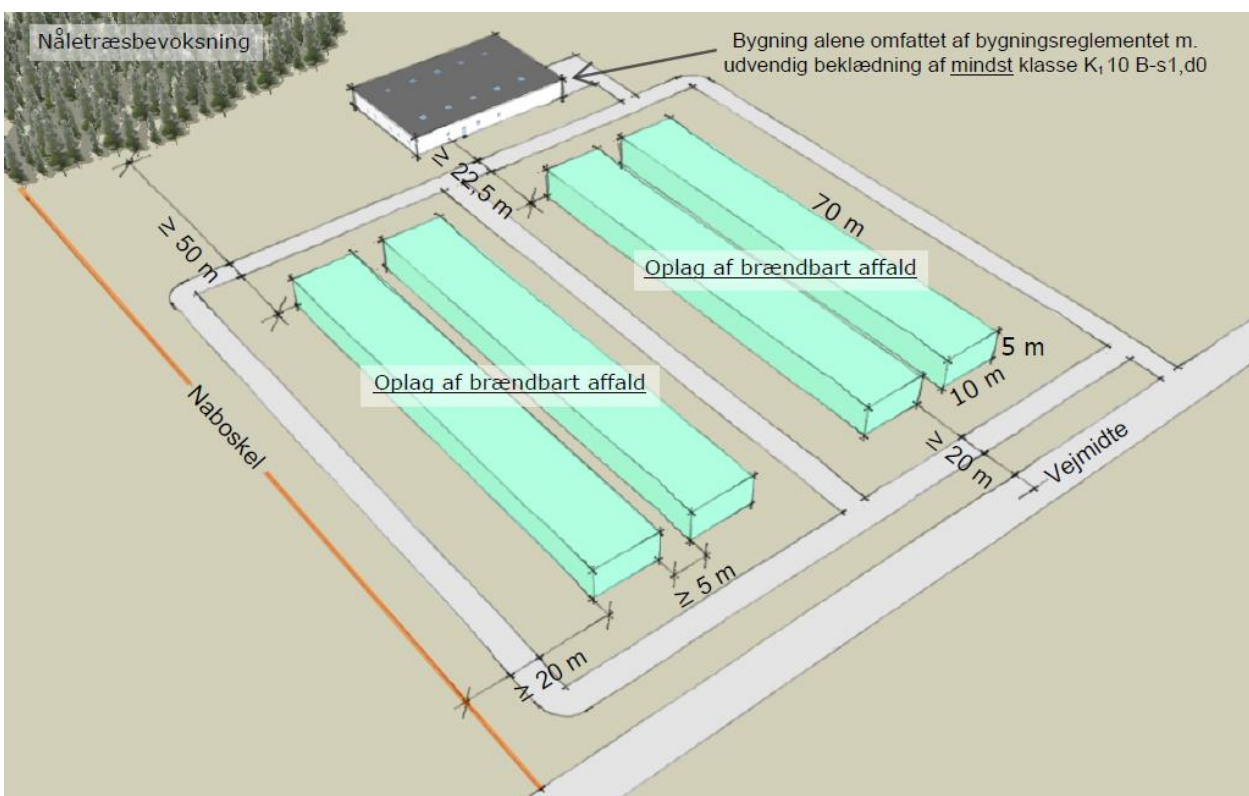 Nåletræsbevoksning
Bygning alene omfattet af bygningsreglementet m.
udvendig beklædning af mindst klasse K₁ 10 B-s1,d0
≥ 22,5 m
≥ 50 m
70 m
Oplag af brændbart affald
5 m
10 m
Oplag af brændbart affald
Naboskel
≥ 20 m
Vejmidte
≥ 5 m
≥ 20 m